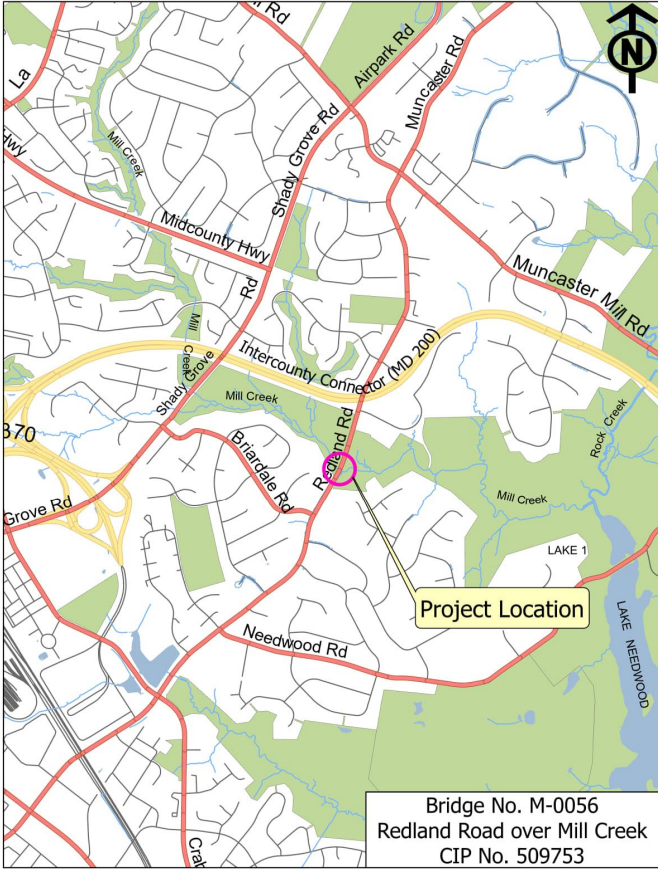 N
ll Rd
La
Airpark Rd
Muncaster Rd
Hwy
Mill Creek
Shady Grove Rd
Midcounty Hwy
Muncaster Mill Rd
Rd
Mill
Creek
Shady Grove
Intercounty Connector (MD 200)
Mill Creek
370
Briardale Rd
Redland Rd
Rock Creek
Grove Rd
Mill Creek
LAKE 1
Project Location
LAKE NEEDWOOD
Needwood Rd
Crab
Bridge No. M-0056
Redland Road over Mill Creek
CIP No. 509753